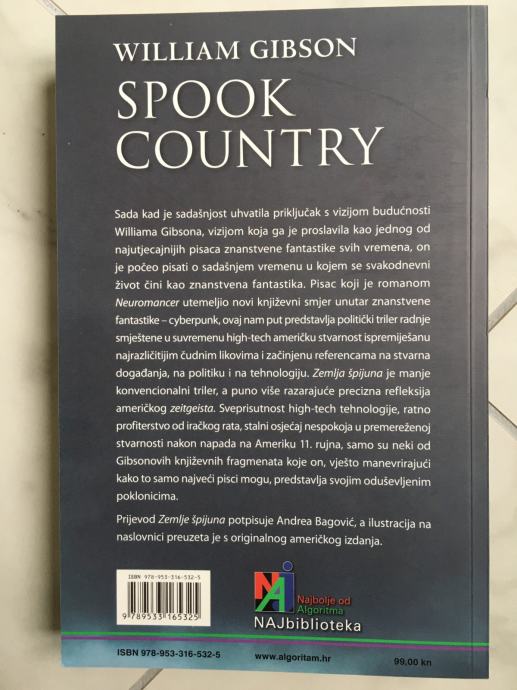 WILLIAM GIBSON
SPOOK
COUNTRY
Sada kad je sadašnjost uhvatila priključak s vizijom budućnosti
Williama Gibsona, vizijom koja ga je proslavila kao jednog od
najutjecajnijih pisaca znanstvene fantastike svih vremena, on
je počeo pisati o sadašnjem vremenu u kojem se svakodnevni
život čini kao znanstvena fantastika. Pisac koji je romanom
Neuromancer utemeljio novi književni smjer unutar znanstvene
fantastike – cyberpunk, ovaj nam put predstavlja politički triler radnje
smještene u suvremenu high-tech američku stvarnost ispremiješanu
najrazličitijim čudnim likovima i začinjenu referencama na stvarna
događanja, na politiku i na tehnologiju. Zemlja špijuna je manje
konvencionalni triler, a puno više razarajuće precizna refleksija
američkog zeitgeista. Sveprisutnost high-tech tehnologije, ratno
profiterstvo od iračkog rata, stalni osjećaj nespokoja u premereženoj
stvarnosti nakon napada na Ameriku 11. rujna, samo su neki od
Gibsonovih književnih fragmenata koje on, vješto manevrirajući
kako to samo najveći pisci mogu, predstavlja svojim oduševljenim
poklonicima.
Prijevod Zemlje špijuna potpisuje Andrea Bagović, a ilustracija na
naslovnici preuzeta je s originalnog američkog izdanja.
ISBN 978-953-316-532-5
9 789533 165325
NAJ
Najbolje od
Algoritma
NAJbiblioteka
ISBN 978-953-316-532-5
www.algoritam.hr
99,00 kn